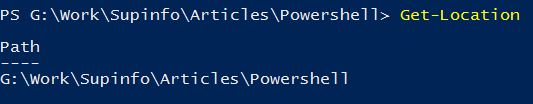 PS G:\Work\Supinfo\Articles\Powershell> Get-Location
Path
----
G:\Work\Supinfo\Articles\Powershell